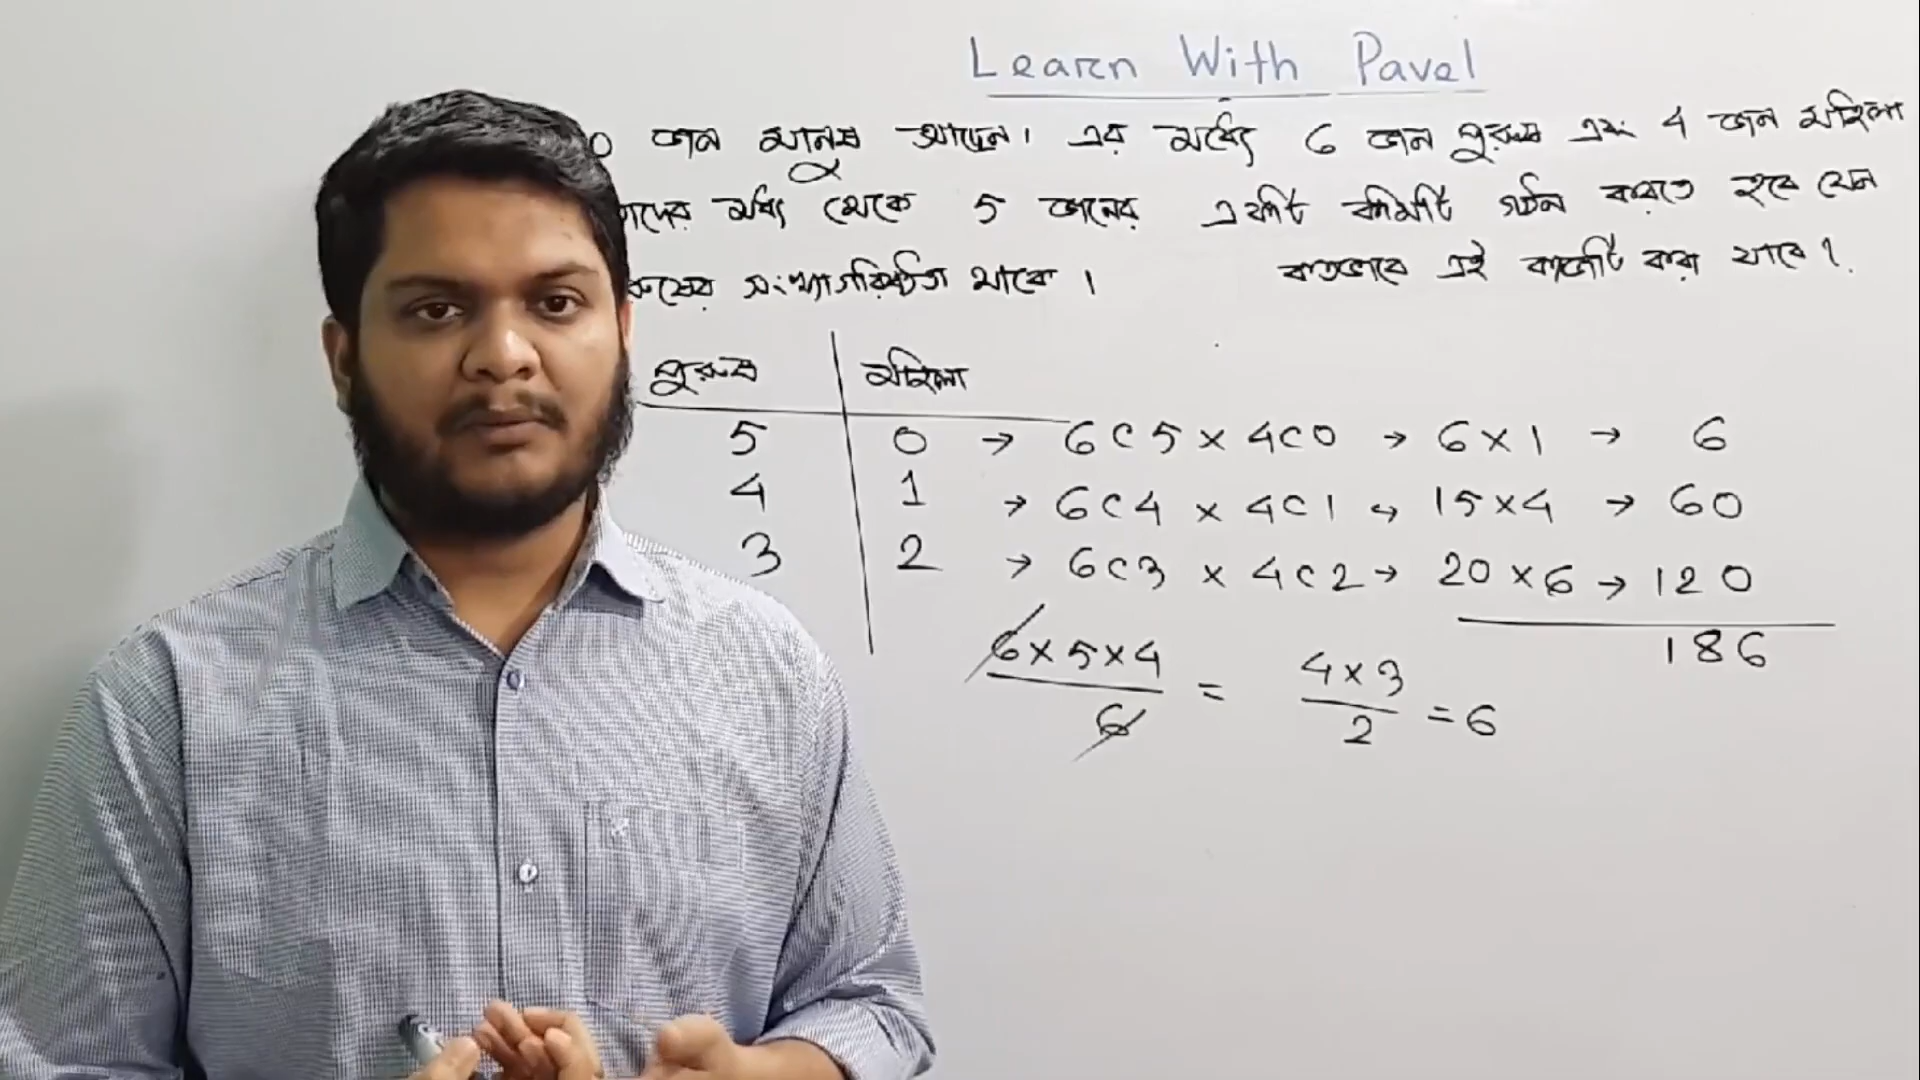 Learn With Pavel
0 জন মানুষ আছেন। এর মধ্যে 6 জন পুরুষ এবং 4 জন মহিলা
াদের মধ্য থেকে 5 জনের একটি কমিটি গঠন করতে হবে যেন
রুষের সংখ্যাগরিষ্ঠতা থাকে। কতভাবে এই কাজটি করা যাবে?
পুরুষ মহিলা
5 0 → 6C5 × 4C0 → 6×1 → 6
4 1 → 6C4 × 4C1 → 15×4 → 60
3 2 → 6C3 × 4C2 → 20×6 → 120
186
6×5×4 / 6 = 4×3 / 2 = 6